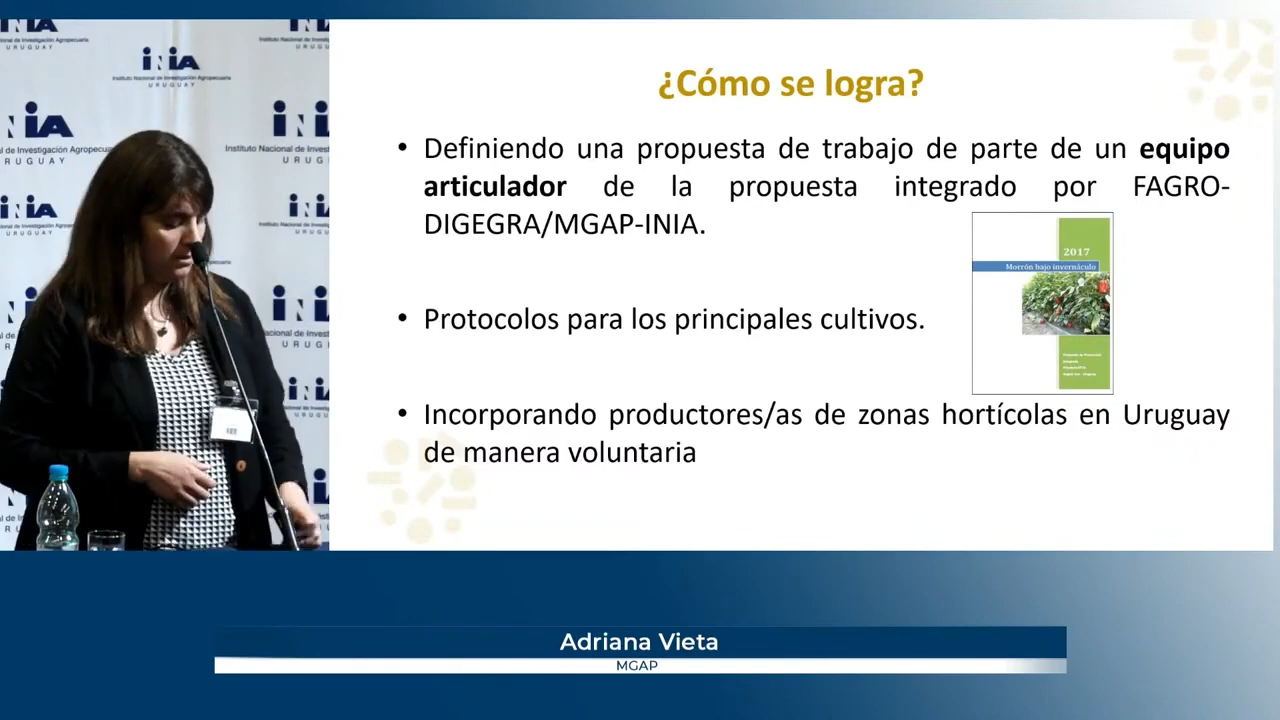 INIA
Instituto Nacional de Investigación Agropecuaria
URUGUAY
¿Cómo se logra?
• Definiendo una propuesta de trabajo de parte de un equipo
articulador de la propuesta integrado por FAGRO-
DIGEGRA/MGAP-INIA.
2017
Morrón bajo invernáculo
• Protocolos para los principales cultivos.
• Incorporando productores/as de zonas hortícolas en Uruguay
de manera voluntaria
Adriana Vieta
MGAP